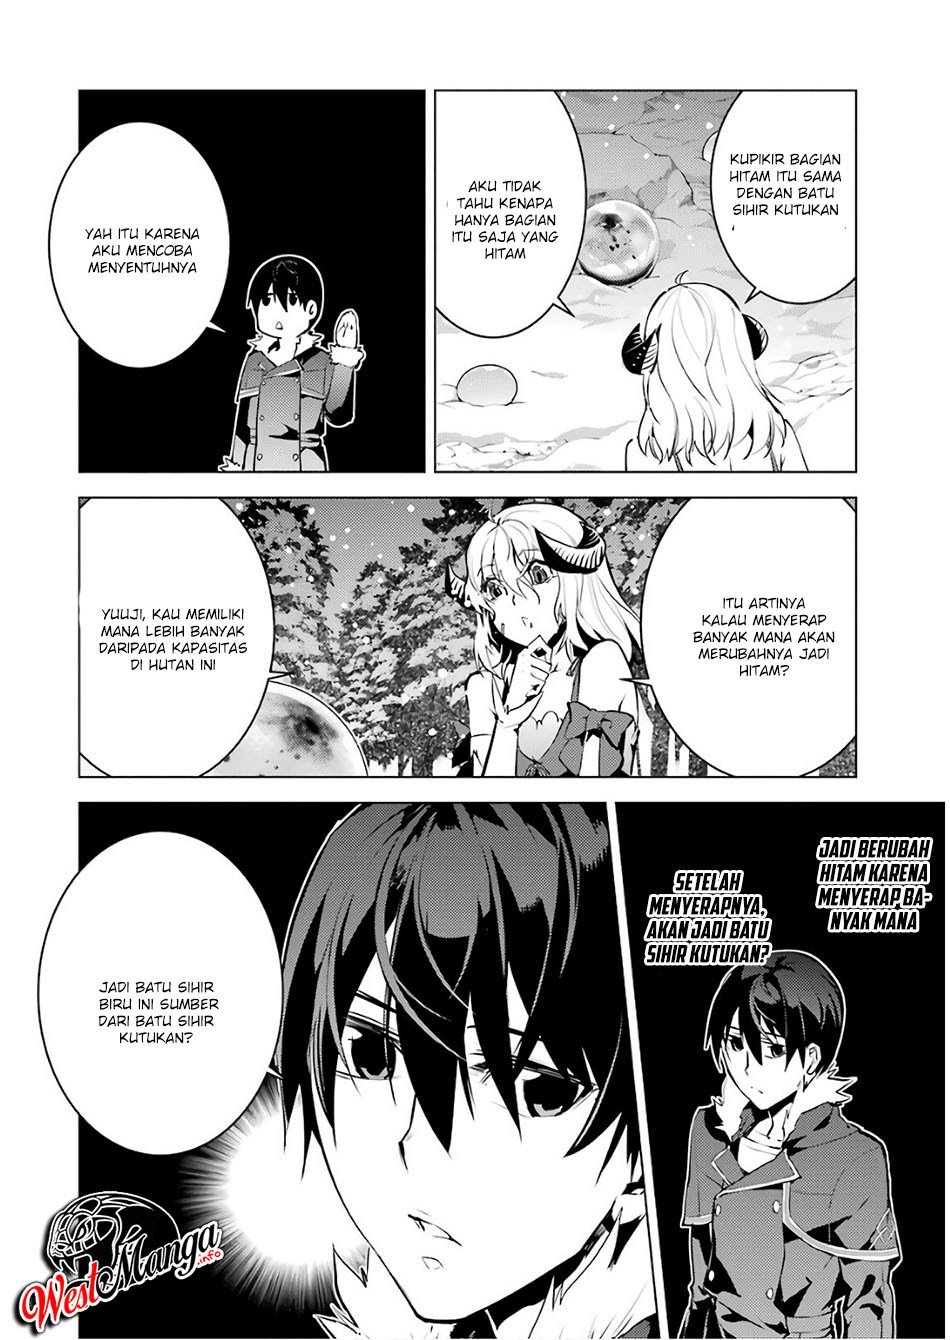 KUPIKIR BAGIAN
HITAM ITU SAMA
DENGAN BATU
SIHIR KUTUKAN
AKU TIDAK
TAHU KENAPA
HANYA BAGIAN
ITU SAJA YANG
HITAM
YAH ITU KARENA
AKU MENCOBA
MENYENTUHNYA
ITU ARTINYA
KALAU MENYERAP
BANYAK MANA AKAN
MERUBAHNYA JADI
HITAM?
YUUJI, KAU MEMILIKI
MANA LEBIH BANYAK
DARIPADA KAPASITAS
DI HUTAN INI
JADI BERUBAH
HITAM KARENA
MENYERAP BA-
NYAK MANA
SETELAH
MENYERAPNYA,
AKAN JADI BATU
SIHIR KUTUKAN?
JADI BATU SIHIR
BIRU INI SUMBER
DARI BATU SIHIR
KUTUKAN?
WestManga
.info